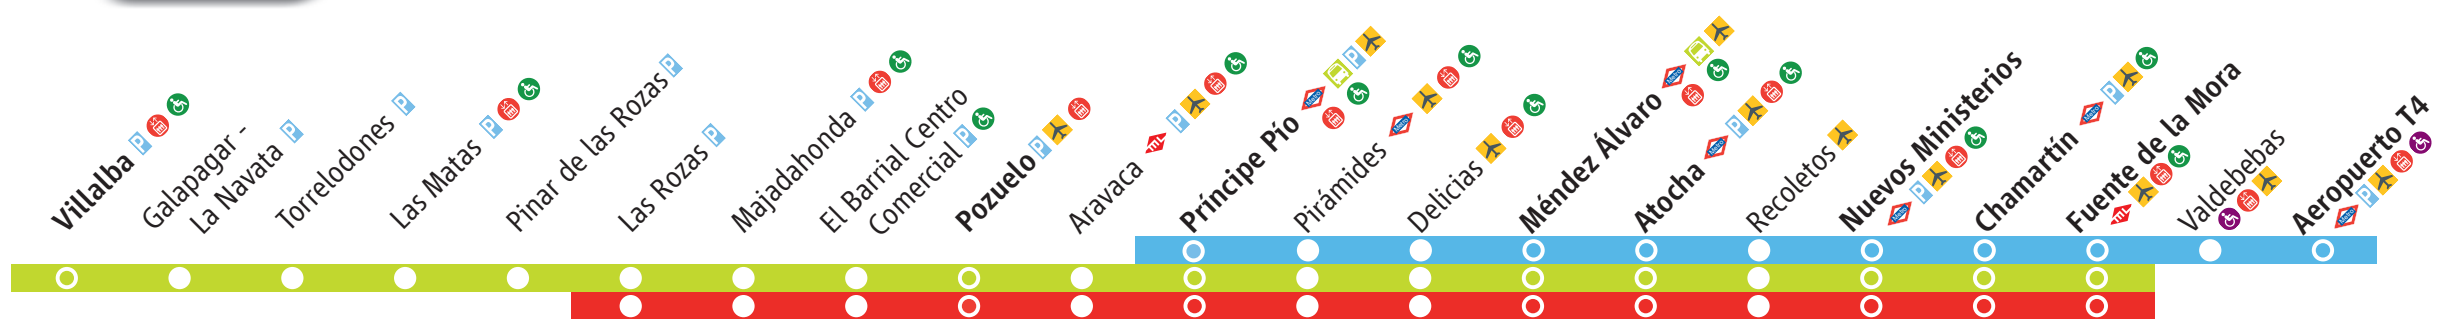 Villalba
Galapagar -
La Navata
Torrelodones
Las Matas
Pinar de las Rozas
Las Rozas
Majadahonda
El Barrial Centro
Comercial
Pozuelo
Aravaca
Príncipe Pío
Pirámides
Delicias
Méndez Álvaro
Atocha
Recoletos
Nuevos Ministerios
Chamartín
Fuente de la Mora
Valdebebas
Aeropuerto T4